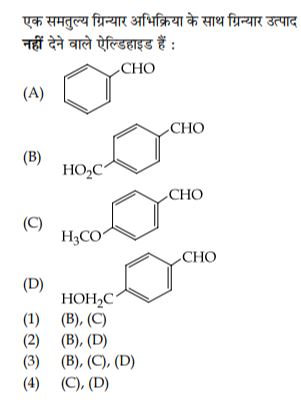 एक समतुल्य ग्रिन्यार अभिक्रिया के साथ ग्रिन्यार उत्पाद
नहीं देने वाले ऐल्डिहाइड हैं :
(A) CHO
(B) CHO
HO₂C
(C) CHO
H₃CO
(D) CHO
HOH₂C
(1) (B), (C)
(2) (B), (D)
(3) (B), (C), (D)
(4) (C), (D)